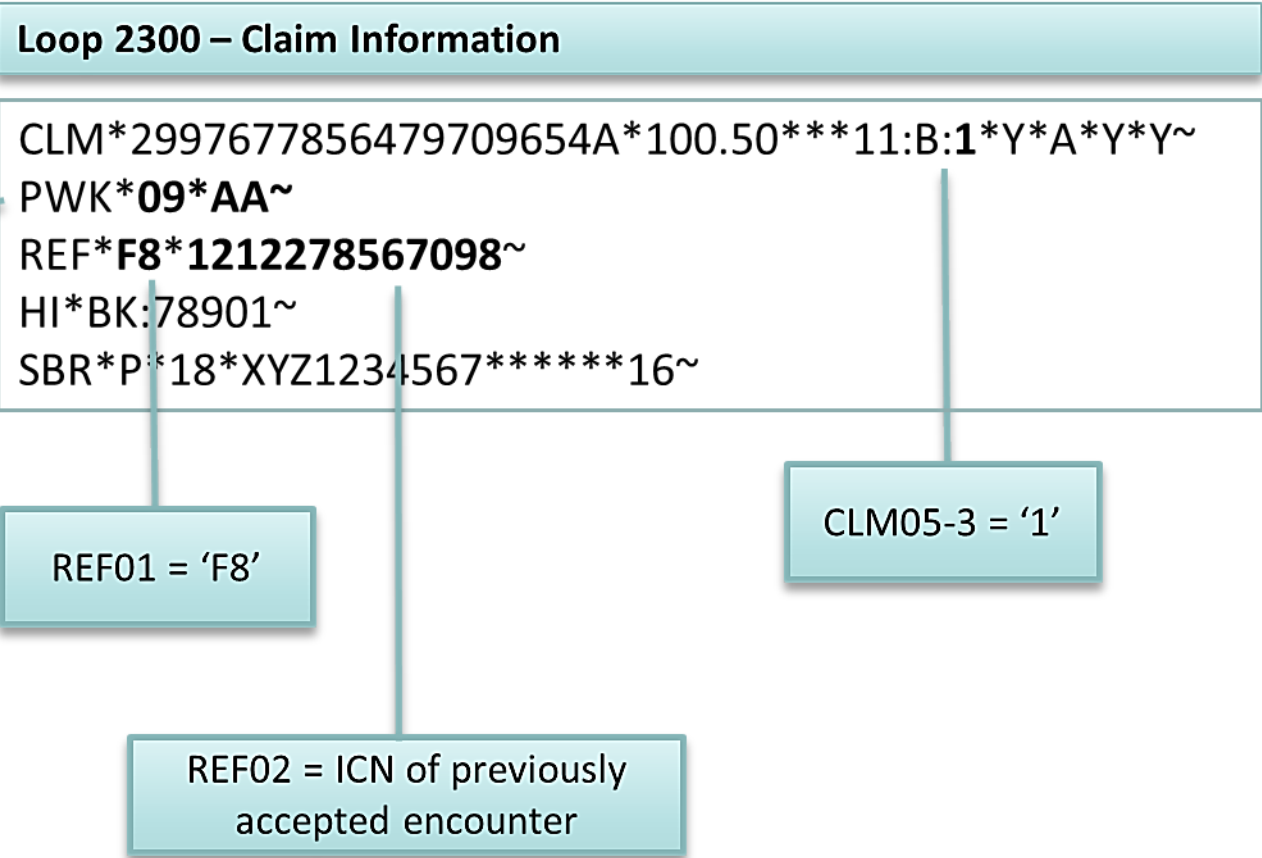 Loop 2300 – Claim Information
CLM*2997677856479709654A*100.50***11:B:1*Y*A*Y*Y~
PWK*09*AA~
REF*F8*1212278567098~
HI*BK:78901~
SBR*P*18*XYZ1234567******16~
CLM05-3 = ‘1’
REF01 = ‘F8’
REF02 = ICN of previously
accepted encounter